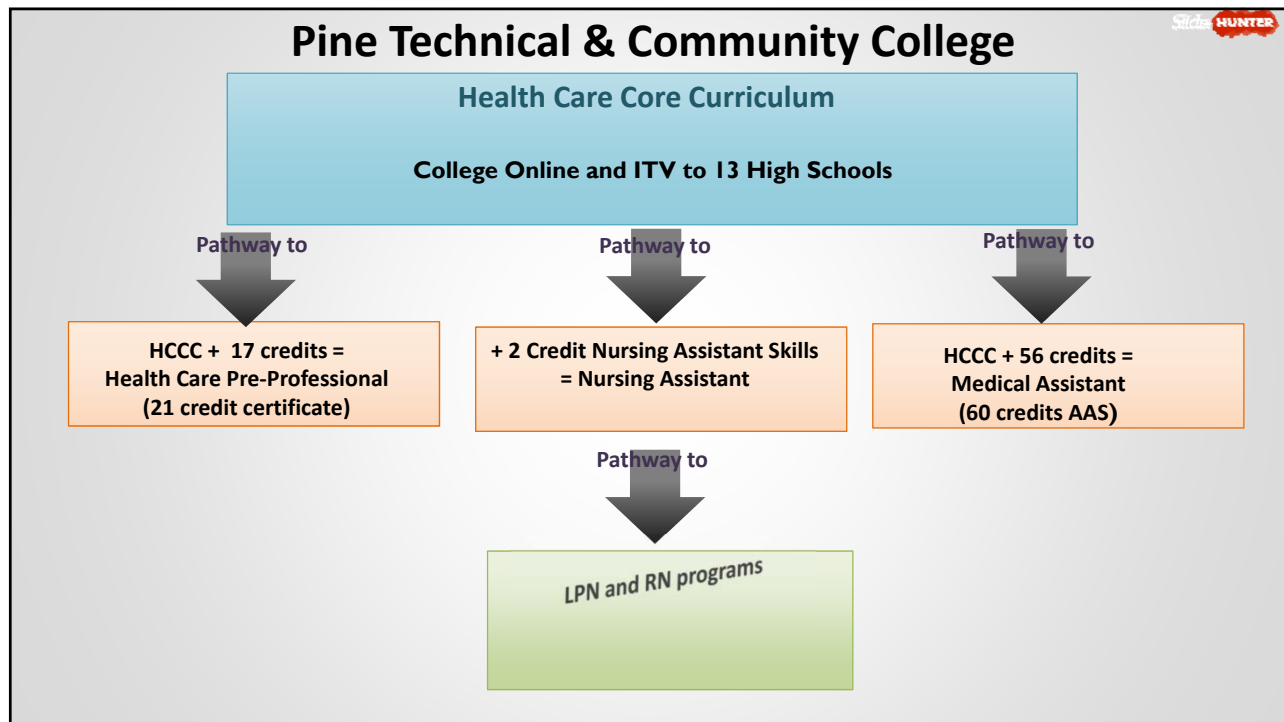 Slide HUNTER
Pine Technical & Community College
Health Care Core Curriculum
College Online and ITV to 13 High Schools
Pathway to
Pathway to
Pathway to
HCCC + 17 credits =
Health Care Pre-Professional
(21 credit certificate)
+ 2 Credit Nursing Assistant Skills
= Nursing Assistant
HCCC + 56 credits =
Medical Assistant
(60 credits AAS)
Pathway to
LPN and RN programs